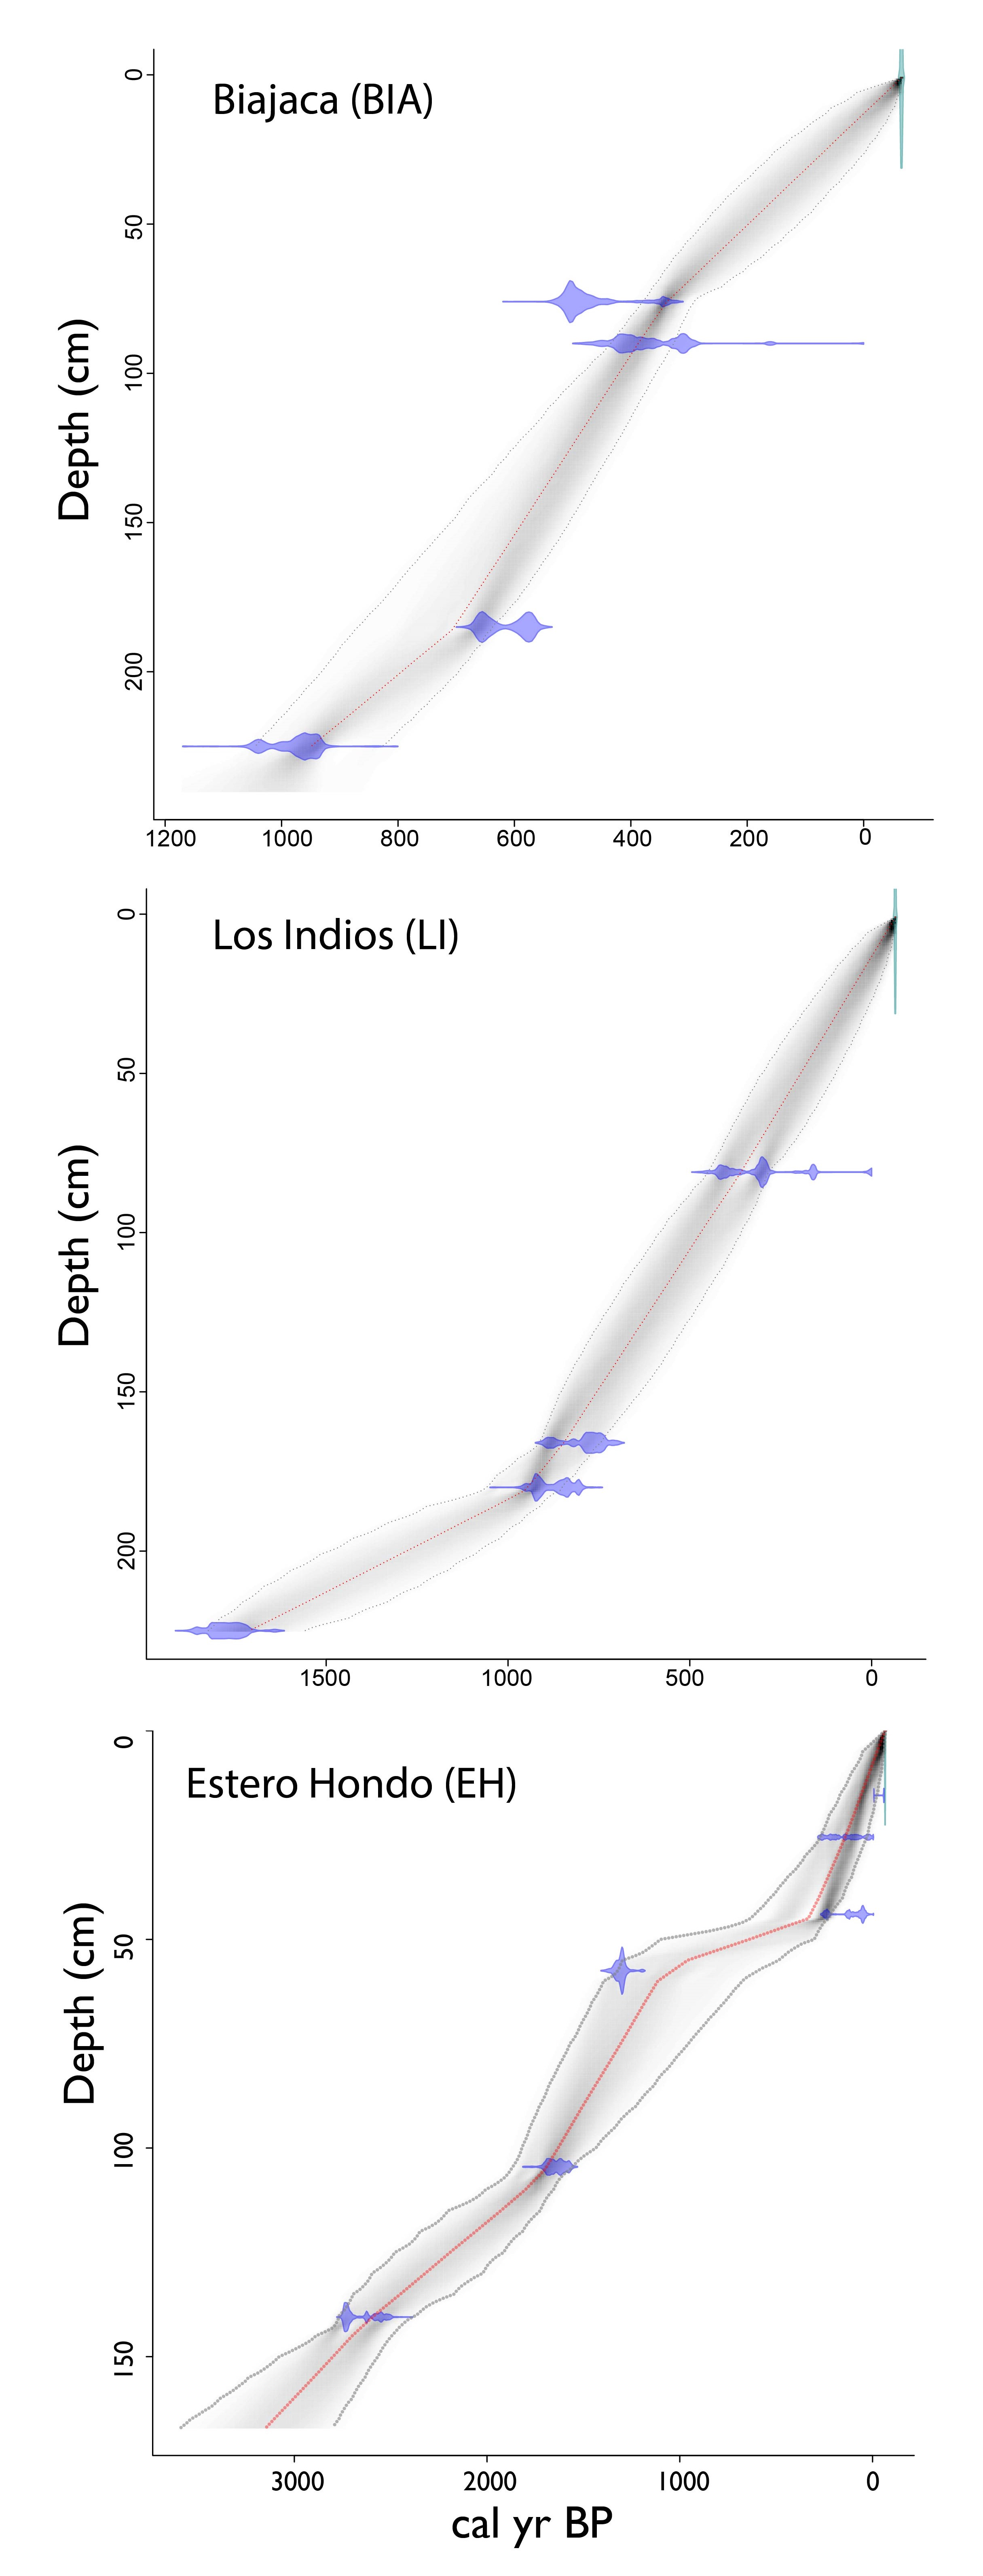 Biajaca (BIA)
Depth (cm)
0
50
100
150
200
1200 1000 800 600 400 200 0
Los Indios (LI)
Depth (cm)
0
50
100
150
200
1500 1000 500 0
Estero Hondo (EH)
Depth (cm)
0
50
100
150
3000 2000 1000 0
cal yr BP